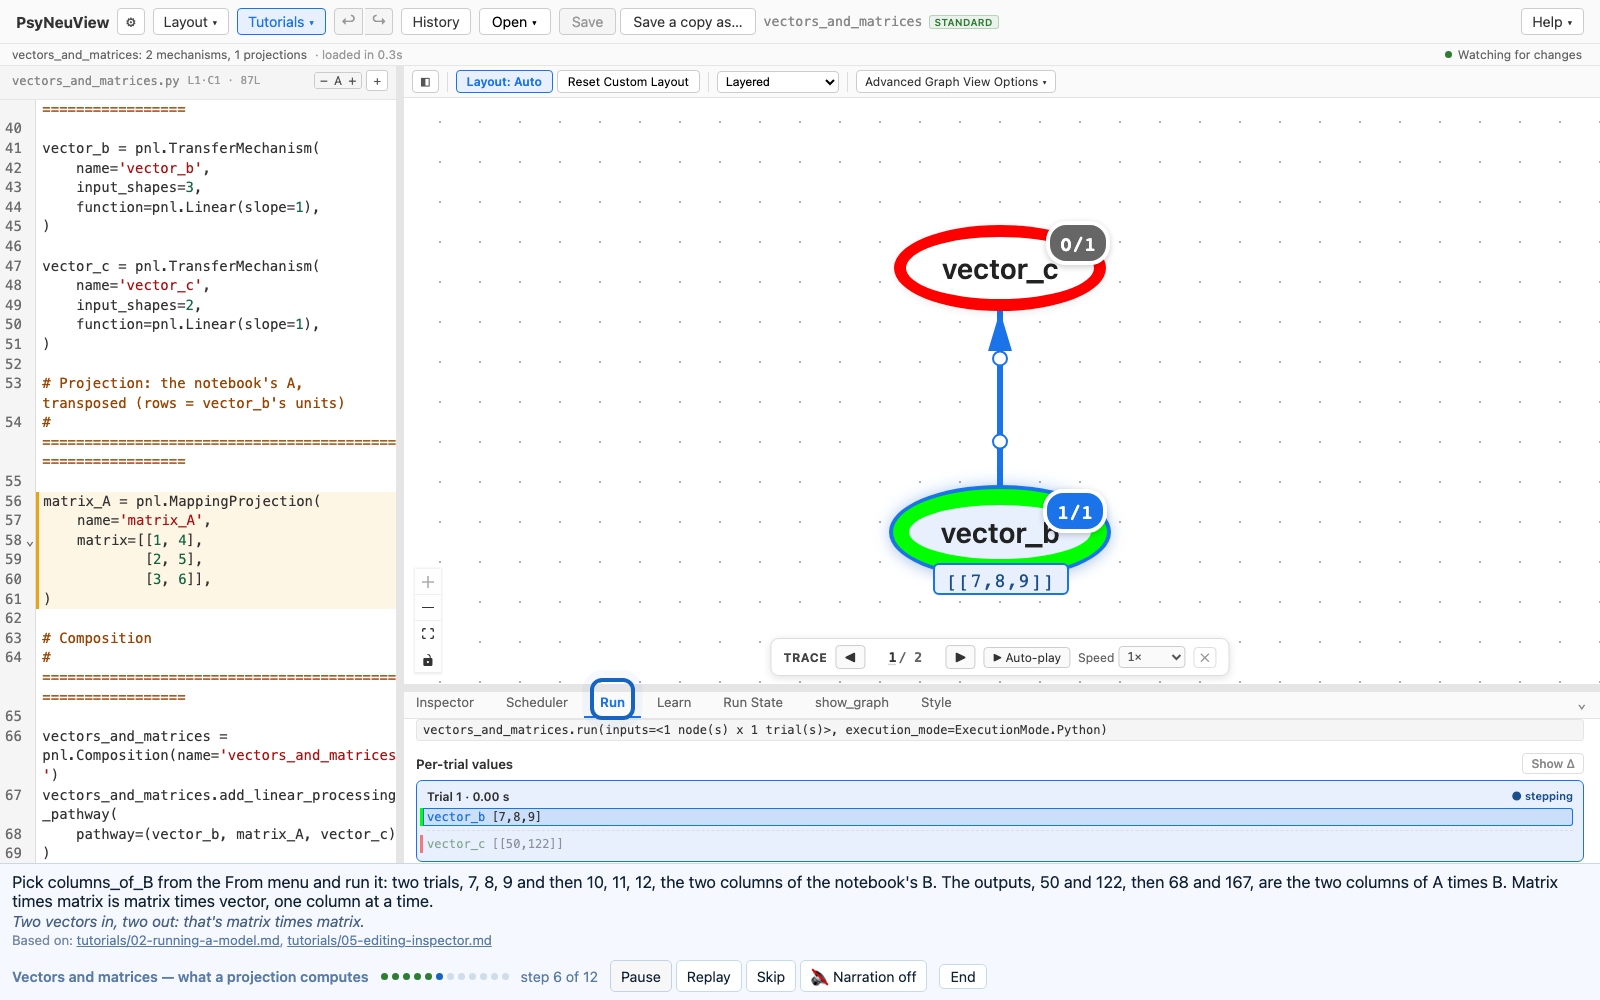 PsyNeuView ⚙ Layout ▾ Tutorials ▾ ↩ ↪ History Open ▾ Save Save a copy as... vectors_and_matrices STANDARD Help ▾
vectors_and_matrices: 2 mechanisms, 1 projections · loaded in 0.3s Watching for changes
vectors_and_matrices.py L1:C1 · 87L − A + +
Layout: Auto Reset Custom Layout Layered Advanced Graph View Options ▾
=================
40
41 vector_b = pnl.TransferMechanism(
42 name='vector_b',
43 input_shapes=3,
44 function=pnl.Linear(slope=1),
45 )
46
47 vector_c = pnl.TransferMechanism(
48 name='vector_c',
49 input_shapes=2,
50 function=pnl.Linear(slope=1),
51 )
52
53 # Projection: the notebook's A,
transposed (rows = vector_b's units)
54 #
==========================================
=================
55
56 matrix_A = pnl.MappingProjection(
57 name='matrix_A',
58 matrix=[[1, 4],
59 [2, 5],
60 [3, 6]],
61 )
62
63 # Composition
64 #
==========================================
=================
65
66 vectors_and_matrices =
pnl.Composition(name='vectors_and_matrices
')
67 vectors_and_matrices.add_linear_processing
_pathway(
68 pathway=(vector_b, matrix_A, vector_c)
69 )
0/1
vector_c
1/1
vector_b
[[7,8,9]]
TRACE ◀ 1 / 2 ▶ ▶ Auto-play Speed 1× ✕
Inspector Scheduler Run Learn Run State show_graph Style
vectors_and_matrices.run(inputs=<1 node(s) x 1 trial(s)>, execution_mode=ExecutionMode.Python)
Per-trial values Show Δ
Trial 1 · 0.00 s stepping
vector_b [7,8,9]
vector_c [[50,122]]
Pick columns_of_B from the From menu and run it: two trials, 7, 8, 9 and then 10, 11, 12, the two columns of the notebook's B. The outputs, 50 and 122, then 68 and 167, are the two columns of A times B. Matrix
times matrix is matrix times vector, one column at a time.
Two vectors in, two out: that's matrix times matrix.
Based on: tutorials/02-running-a-model.md, tutorials/05-editing-inspector.md
Vectors and matrices — what a projection computes step 6 of 12 Pause Replay Skip Narration off End